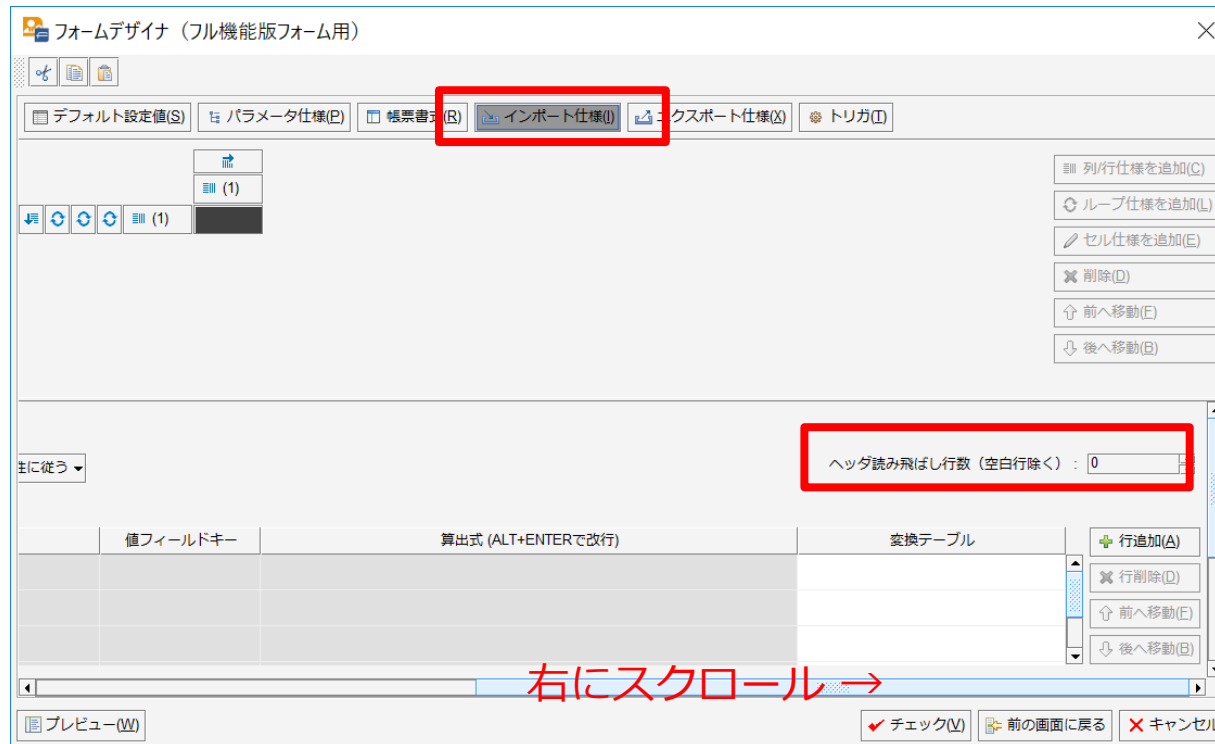 フォームデザイナ（フル機能版フォーム用）
デフォルト設定値(S) パラメータ仕様(P) 帳票書式(R) インポート仕様(I) エクスポート仕様(X) トリガ(T)
(1)
(1)
列/行仕様を追加(C)
ループ仕様を追加(L)
セル仕様を追加(E)
削除(D)
前へ移動(F)
後へ移動(B)
性に従う
ヘッダ読み飛ばし行数（空白行除く）： 0
値フィールドキー 算出式 (ALT+ENTERで改行) 変換テーブル
行追加(A)
行削除(D)
前へ移動(F)
後へ移動(B)
右にスクロール→
プレビュー(W) チェック(V) 前の画面に戻る キャンセル